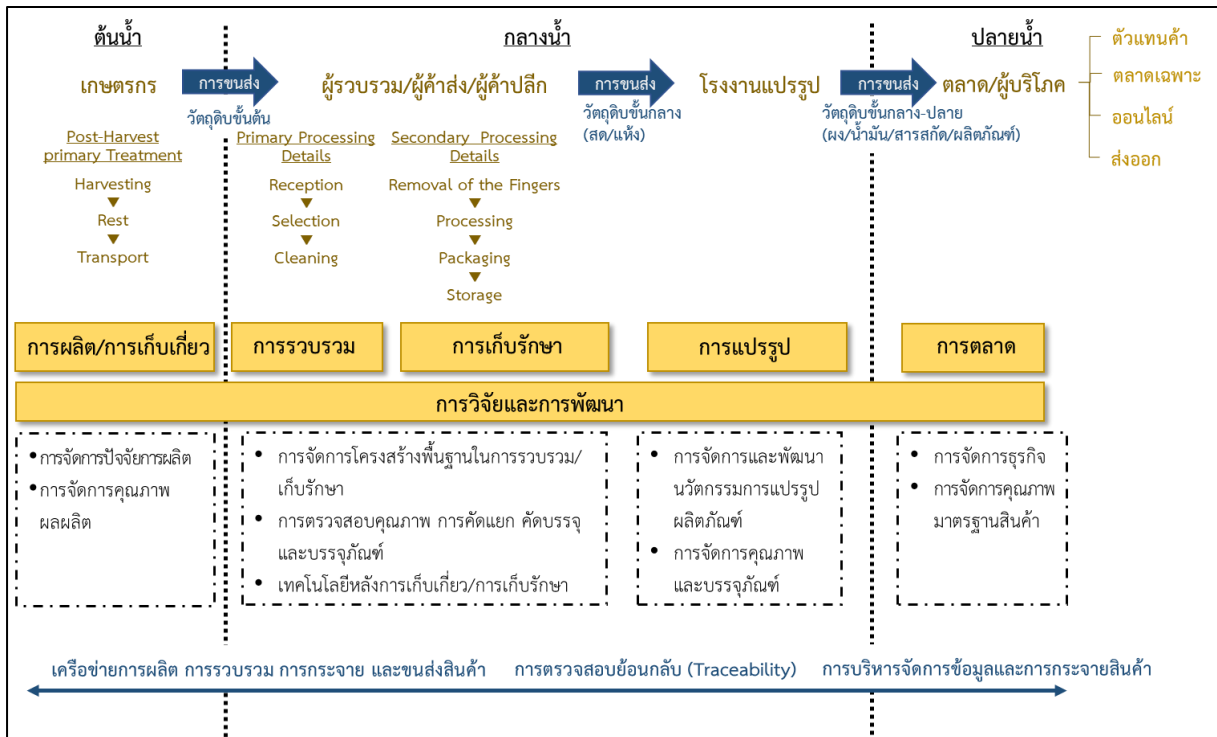 ต้นน้ำ
กลางน้ำ
ปลายน้ำ
เกษตรกร
การขนส่ง
วัตถุดิบขั้นต้น
ผู้รวบรวม/ผู้ค้าส่ง/ผู้ค้าปลีก
การขนส่ง
วัตถุดิบขั้นกลาง
(สด/แห้ง)
โรงงานแปรรูป
การขนส่ง
วัตถุดิบขั้นกลาง-ปลาย
(ผง/น้ำมัน/สารสกัด/ผลิตภัณฑ์)
ตลาด/ผู้บริโภค
ตัวแทนค้า
ตลาดเฉพาะ
ออนไลน์
ส่งออก
Post-Harvest
primary Treatment
Harvesting
Rest
Transport
Primary Processing
Details
Reception
Selection
Cleaning
Secondary Processing
Details
Removal of the Fingers
Processing
Packaging
Storage
การผลิต/การเก็บเกี่ยว
การรวบรวม
การเก็บรักษา
การแปรรูป
การตลาด
การวิจัยและการพัฒนา
•การจัดการปัจจัยการผลิต
•การจัดการคุณภาพ
ผลผลิต
• การจัดการโครงสร้างพื้นฐานในการรวบรวม/
เก็บรักษา
• การตรวจสอบคุณภาพ การคัดแยก คัดบรรจุ
และบรรจุภัณฑ์
• เทคโนโลยีหลังการเก็บเกี่ยว/การเก็บรักษา
• การจัดการและพัฒนา
นวัตกรรมการแปรรูป
ผลิตภัณฑ์
• การจัดการคุณภาพ
และบรรจุภัณฑ์
• การจัดการธุรกิจ
• การจัดการคุณภาพ
มาตรฐานสินค้า
เครือข่ายการผลิต การรวบรวม การกระจาย และขนส่งสินค้า
การตรวจสอบย้อนกลับ (Traceability)
การบริหารจัดการข้อมูลและการกระจายสินค้า